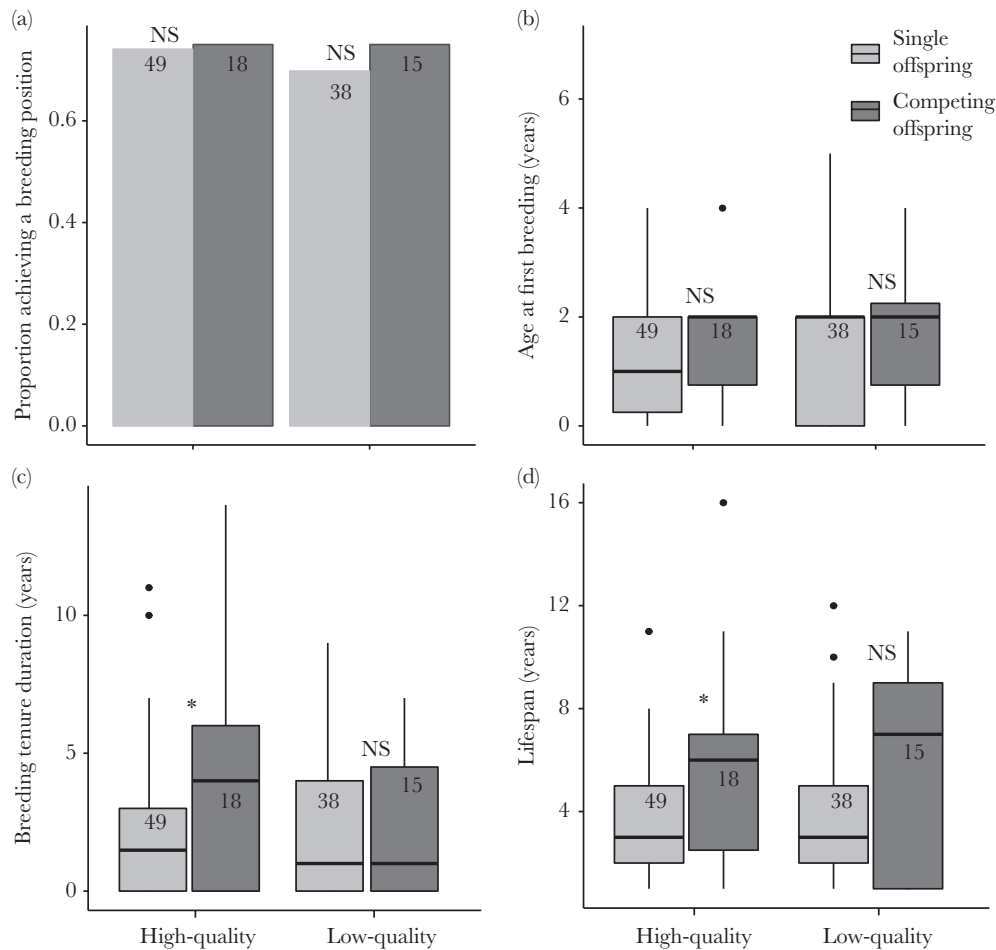 (a)
Proportion achieving a breeding position
0.6
0.4
0.2
0.0
NS
49
18
NS
38
15
(b)
Age at first breeding (years)
6
4
2
0
Single
offspring
Competing
offspring
NS
49
18
NS
38
15
(c)
Breeding tenure duration (years)
10
5
0
*
49
18
NS
38
15
High-quality
Low-quality
(d)
Lifespan (years)
16
12
8
4
*
49
18
NS
38
15
High-quality
Low-quality